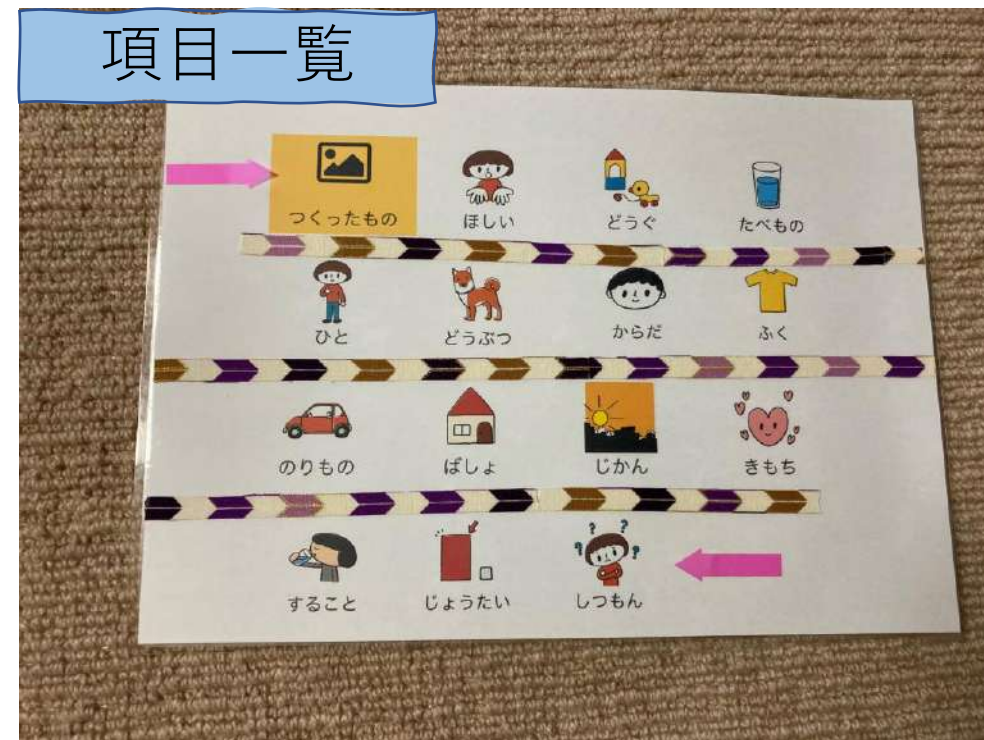 項目一覧
つくったもの ほしい どうぐ たべもの
ひと どうぶつ からだ ふく
のりもの ばしょ じかん きもち
すること じょうたい しつもん